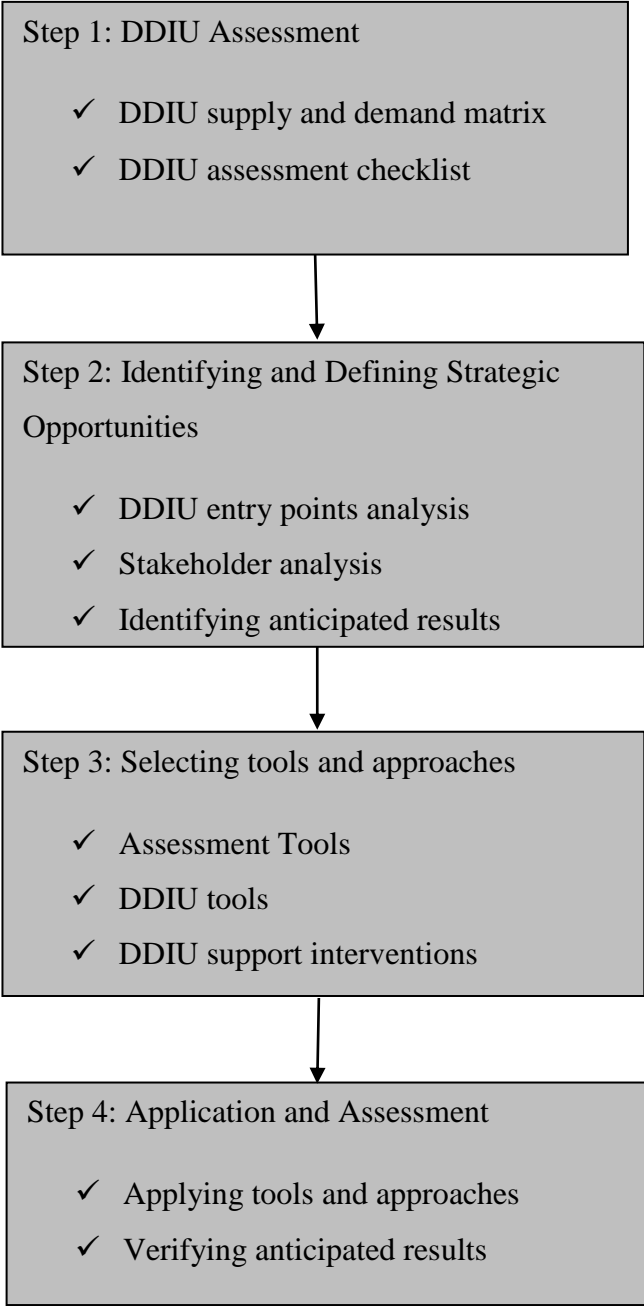 Step 1: DDIU Assessment
✓ DDIU supply and demand matrix
✓ DDIU assessment checklist
Step 2: Identifying and Defining Strategic
Opportunities
✓ DDIU entry points analysis
✓ Stakeholder analysis
✓ Identifying anticipated results
Step 3: Selecting tools and approaches
✓ Assessment Tools
✓ DDIU tools
✓ DDIU support interventions
Step 4: Application and Assessment
✓ Applying tools and approaches
✓ Verifying anticipated results